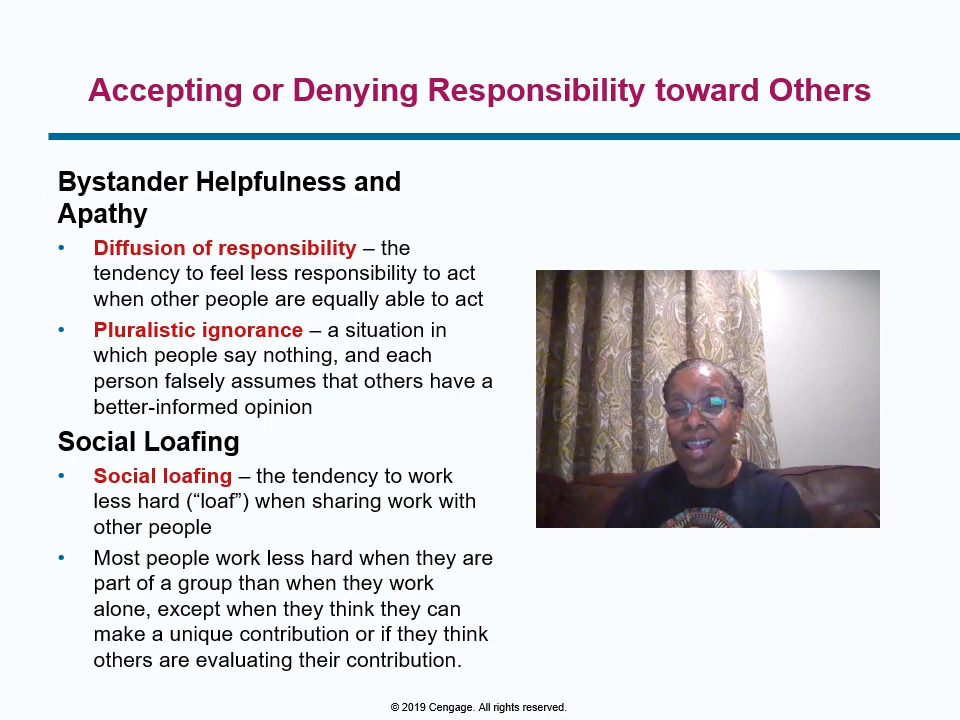 Accepting or Denying Responsibility toward Others
Bystander Helpfulness and
Apathy
• Diffusion of responsibility – the
tendency to feel less responsibility to act
when other people are equally able to act
• Pluralistic ignorance – a situation in
which people say nothing, and each
person falsely assumes that others have a
better-informed opinion
Social Loafing
• Social loafing – the tendency to work
less hard (“loaf”) when sharing work with
other people
• Most people work less hard when they are
part of a group than when they work
alone, except when they think they can
make a unique contribution or if they think
others are evaluating their contribution.
© 2019 Cengage. All rights reserved.